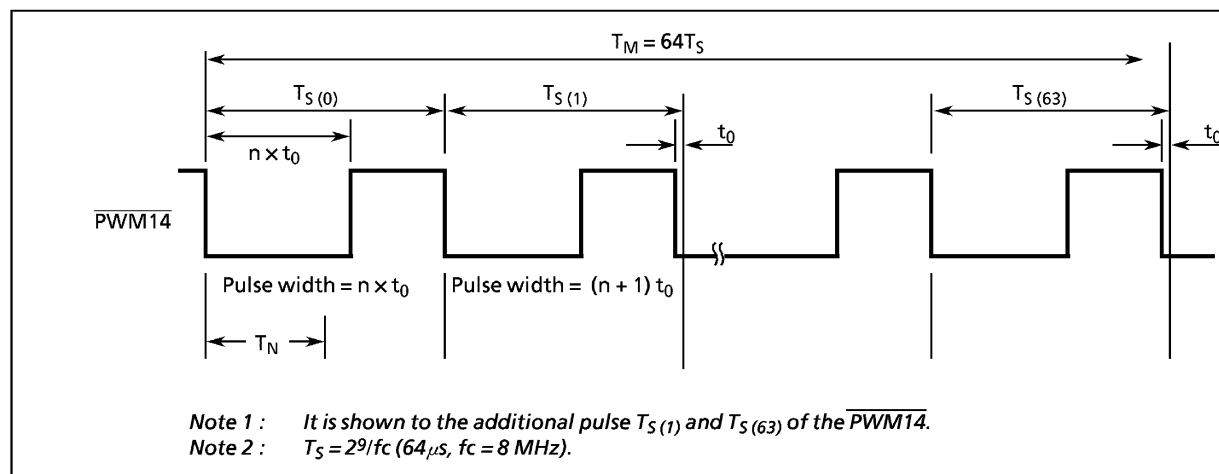 T_M = 64T_S
T_S (0) T_S (1) T_S (63)
n × t_0 t_0 t_0
PWM14
Pulse width = n × t_0 Pulse width = (n + 1) t_0
T_N
Note 1 : It is shown to the additional pulse T_S (1) and T_S (63) of the PWM14.
Note 2 : T_S = 2^9/fc (64μs, fc = 8 MHz).